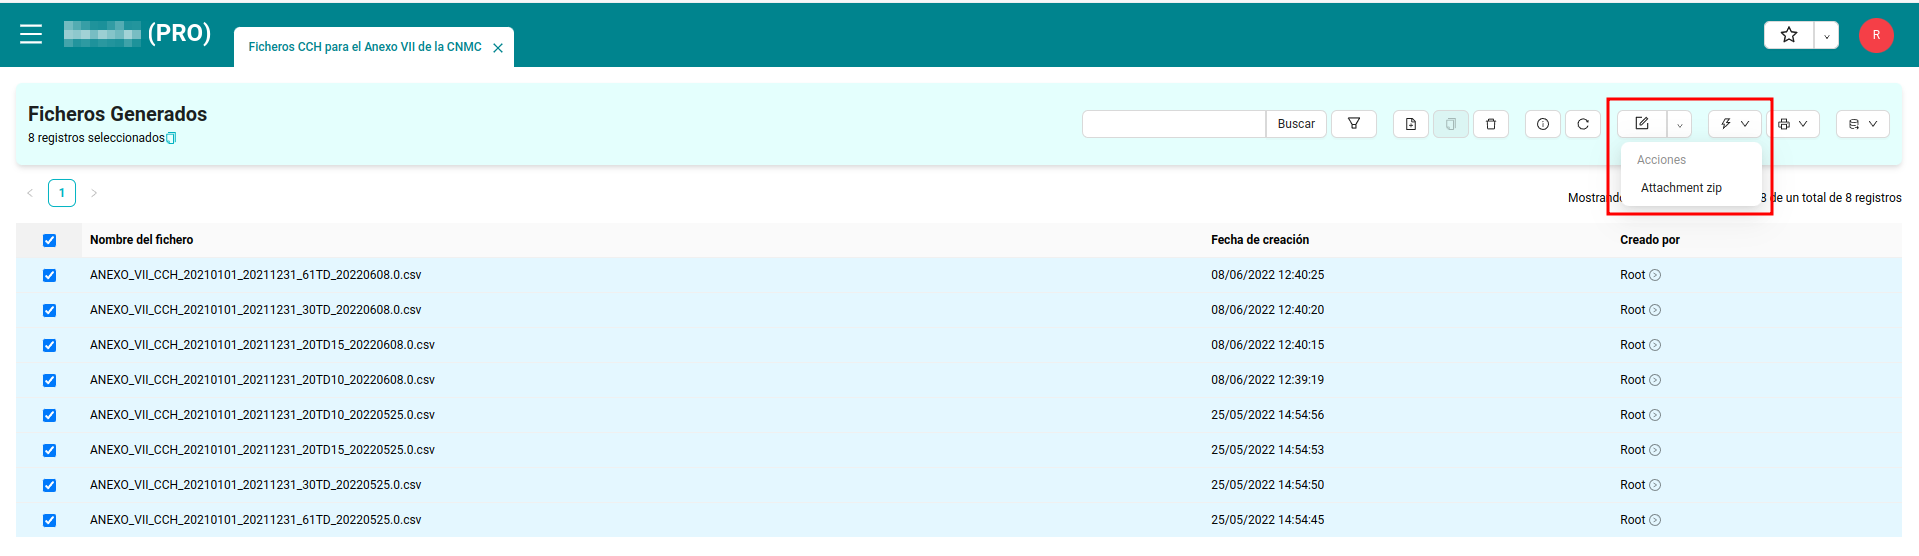 (PRO)
Ficheros CCH para el Anexo VII de la CNMC
R
Ficheros Generados
8 registros seleccionados
Buscar
Acciones
Attachment zip
1
Mostrando 8 de un total de 8 registros
Nombre del fichero Fecha de creación Creado por
ANEXO_VII_CCH_20210101_20211231_61TD_20220608.0.csv 08/06/2022 12:40:25 Root
ANEXO_VII_CCH_20210101_20211231_30TD_20220608.0.csv 08/06/2022 12:40:20 Root
ANEXO_VII_CCH_20210101_20211231_20TD15_20220608.0.csv 08/06/2022 12:40:15 Root
ANEXO_VII_CCH_20210101_20211231_20TD10_20220608.0.csv 08/06/2022 12:39:19 Root
ANEXO_VII_CCH_20210101_20211231_20TD10_20220525.0.csv 25/05/2022 14:54:56 Root
ANEXO_VII_CCH_20210101_20211231_20TD15_20220525.0.csv 25/05/2022 14:54:53 Root
ANEXO_VII_CCH_20210101_20211231_30TD_20220525.0.csv 25/05/2022 14:54:50 Root
ANEXO_VII_CCH_20210101_20211231_61TD_20220525.0.csv 25/05/2022 14:54:45 Root